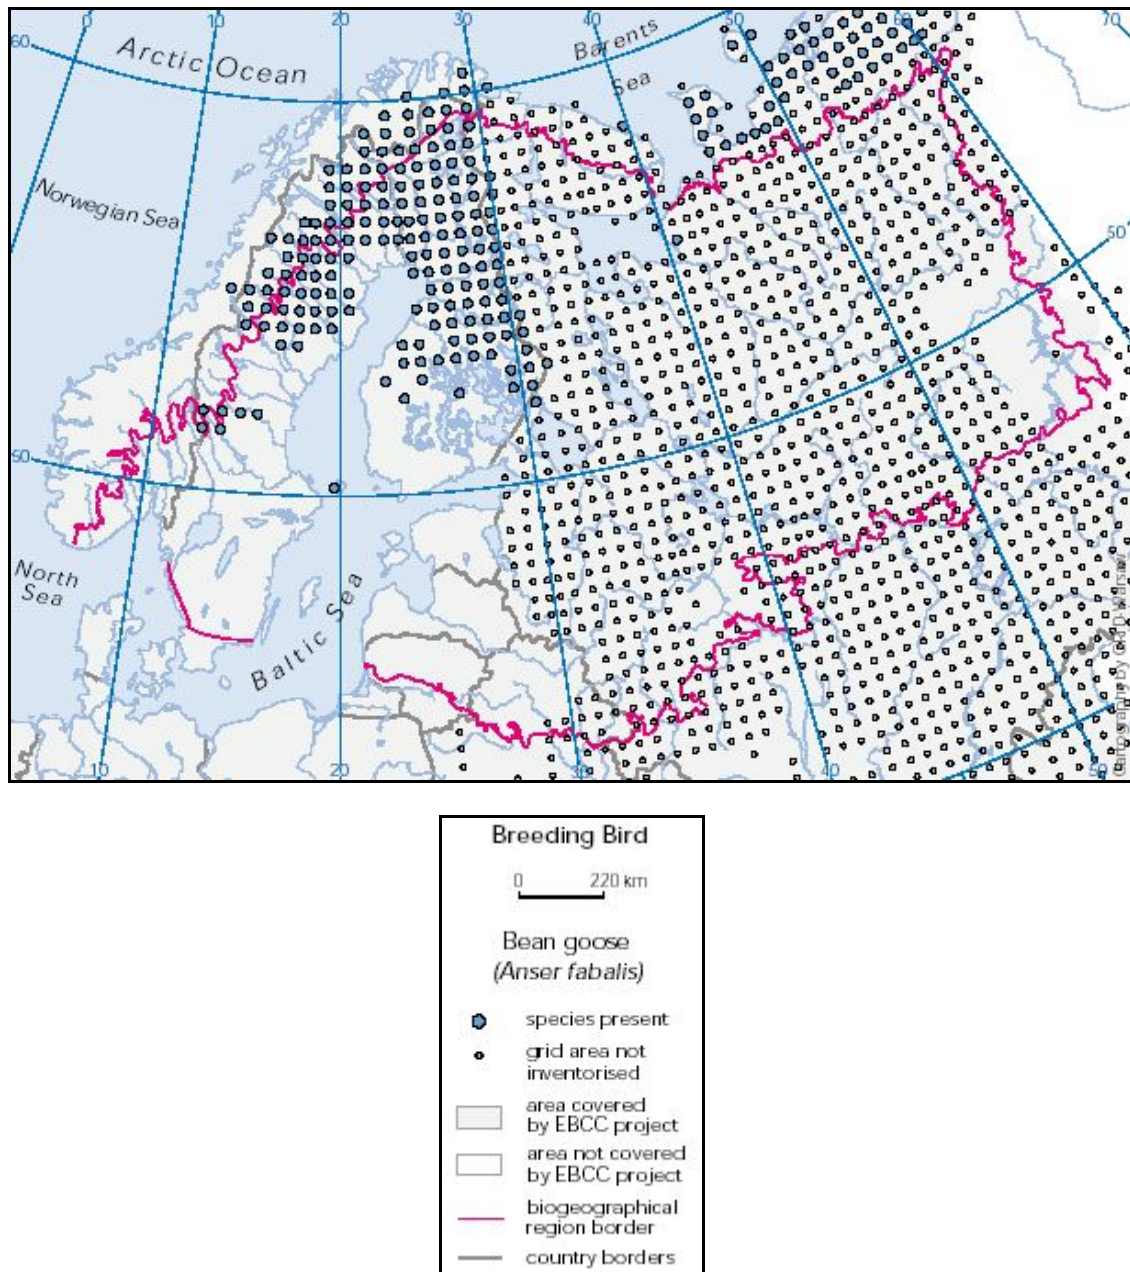 0
10
20
30
40
50
60
70
60
Arctic Ocean
Barents
Sea
Norwegian Sea
50
60
North
Sea
Baltic Sea
10
20
30
40
50
Breeding Bird
0 220 km
Bean goose
(Anser fabalis)
species present
grid area not
inventorised
area covered
by EBCC project
area not covered
by EBCC project
biogeographical
region border
country borders